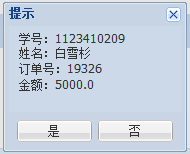 提示
学号：1123410209
姓名：白雪杉
订单号：19326
金额：5000.0
是
否